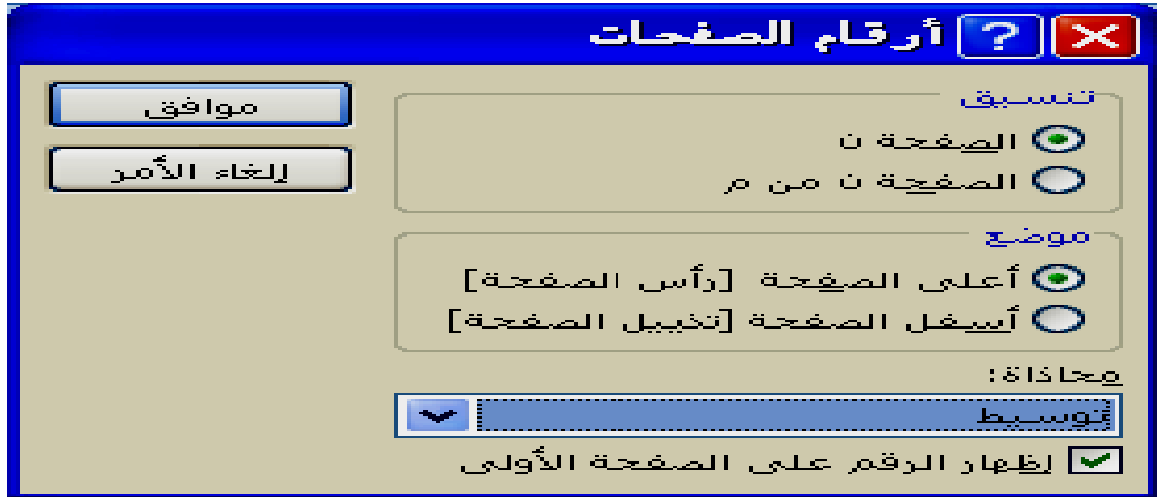 أرقام الصفحات
تنسيق
الصفحة ن
الصفحة ن من م
موضع
أعلى الصفحة [رأس الصفحة]
أسفل الصفحة [تذييل الصفحة]
محاذاة:
توسيط
إظهار الرقم على الصفحة الأولى
موافق
إلغاء الأمر